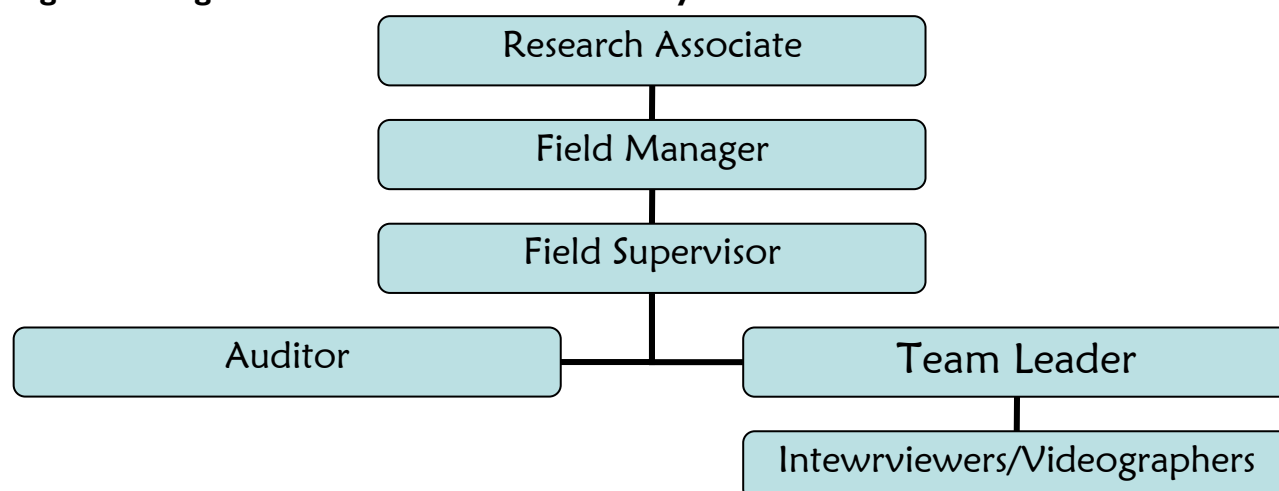 Research Associate
Field Manager
Field Supervisor
Auditor
Team Leader
Intewrviewers/Videographers